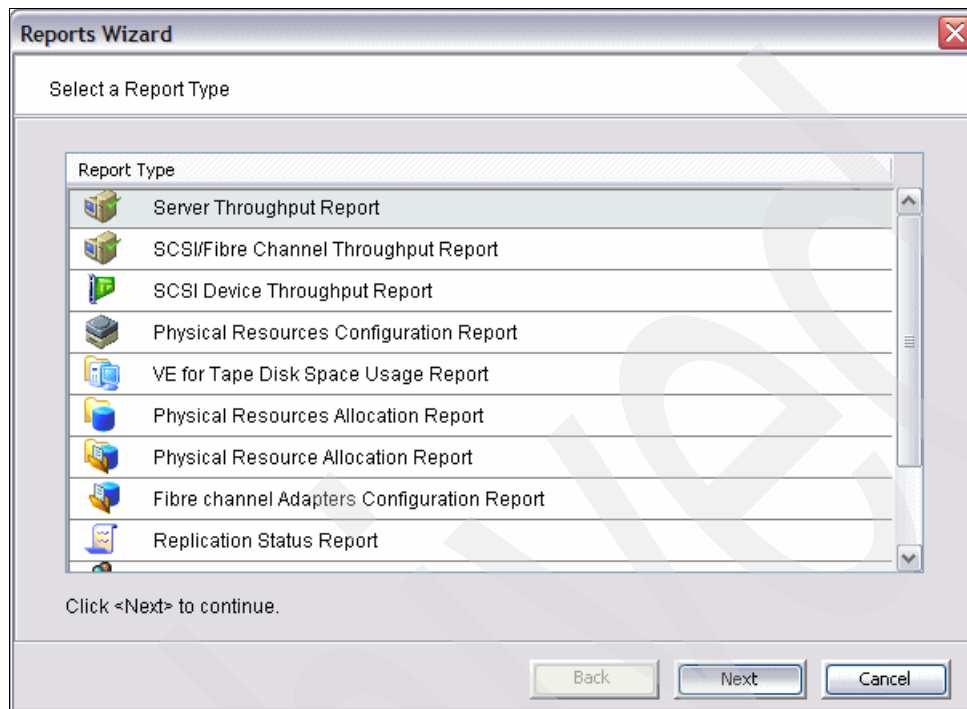 Reports Wizard
Select a Report Type
Report Type
Server Throughput Report
SCSI/Fibre Channel Throughput Report
SCSI Device Throughput Report
Physical Resources Configuration Report
VE for Tape Disk Space Usage Report
Physical Resources Allocation Report
Physical Resource Allocation Report
Fibre channel Adapters Configuration Report
Replication Status Report
Click <Next> to continue.
Back
Next
Cancel